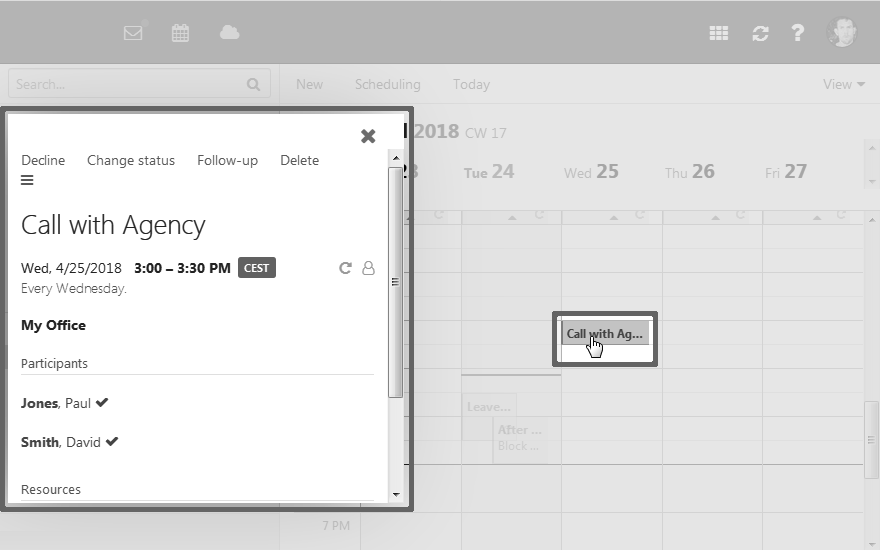 Search...
New Scheduling Today View
2018 CW 17
Tue 24 Wed 25 Thu 26 Fri 27
Decline Change status Follow-up Delete
Call with Agency
Wed, 4/25/2018 3:00 – 3:30 PM CEST
Every Wednesday.
My Office
Participants
Jones, Paul
Smith, David
Resources
Call with Ag...
Leave...
After ...
Block ...
7 PM